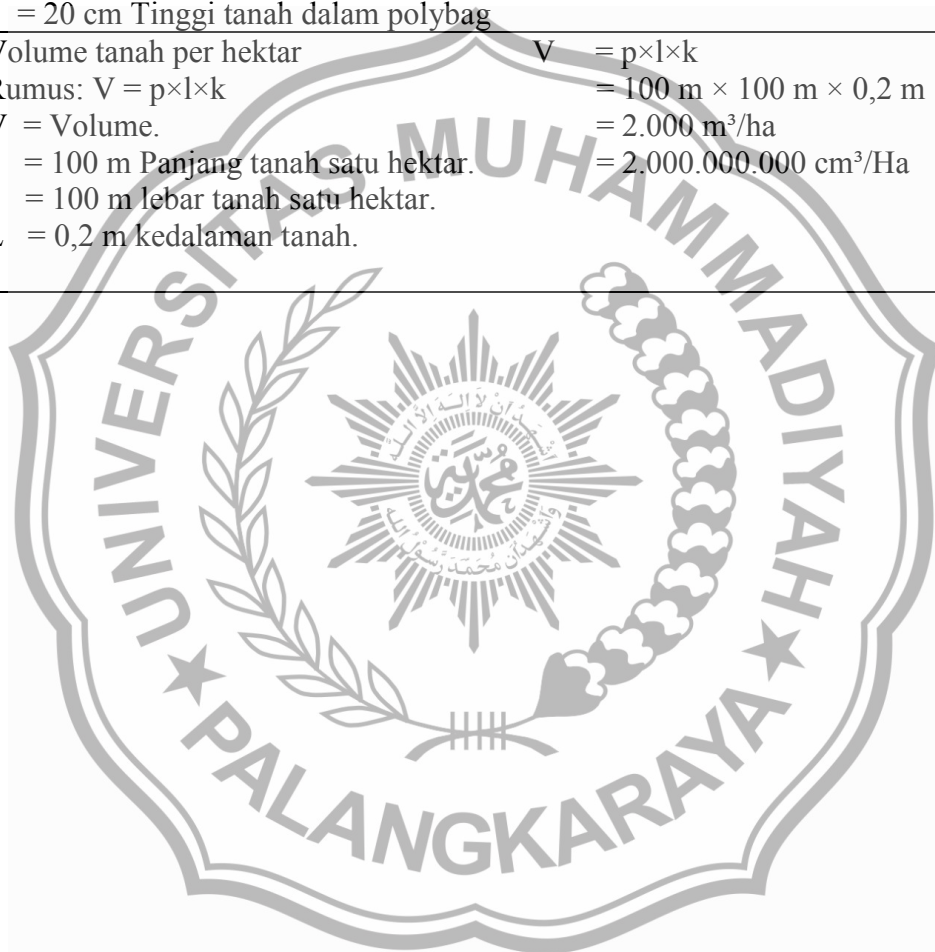 = 20 cm Tinggi tanah dalam polybag
Volume tanah per hektar
Rumus: V = p×l×k
V = Volume.
= 100 m Panjang tanah satu hektar.
= 100 m lebar tanah satu hektar.
= 0,2 m kedalaman tanah.
V = p×l×k
= 100 m × 100 m × 0,2 m
= 2.000 m³/ha
= 2.000.000.000 cm³/Ha
UNIVERSITAS MUHAMMADIYAH
PALANGKARAYA